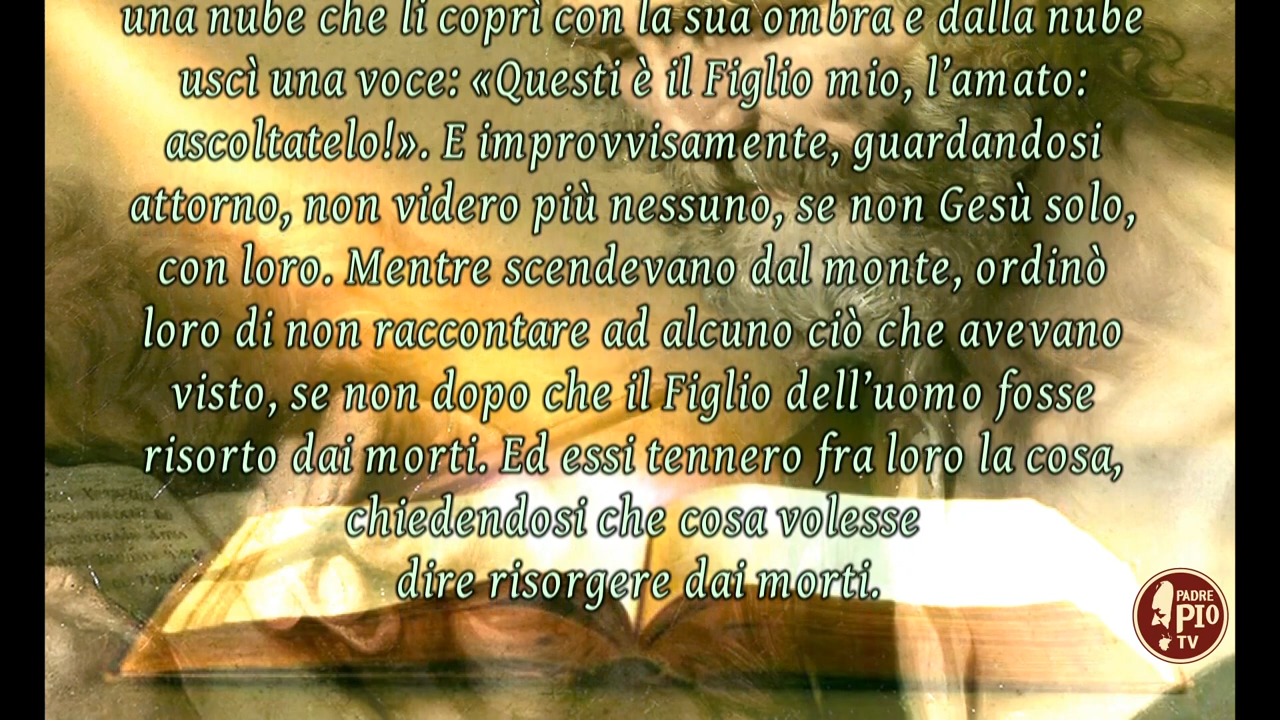 una nube che li coprì con la sua ombra e dalla nube
uscì una voce: «Questi è il Figlio mio, l’amato:
ascoltatelo!». E improvvisamente, guardandosi
attorno, non videro più nessuno, se non Gesù solo,
con loro. Mentre scendevano dal monte, ordinò
loro di non raccontare ad alcuno ciò che avevano
visto, se non dopo che il Figlio dell’uomo fosse
risorto dai morti. Ed essi tennero fra loro la cosa,
chiedendosi che cosa volesse
dire risorgere dai morti.
PADRE
PIO
TV